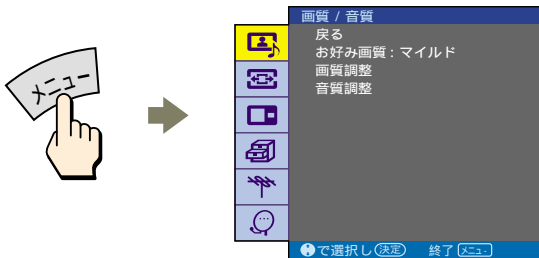 メニュー
画質 / 音質
戻る
お好み画質：マイルド
画質調整
音質調整
で選択し 決定 終了 メニュー